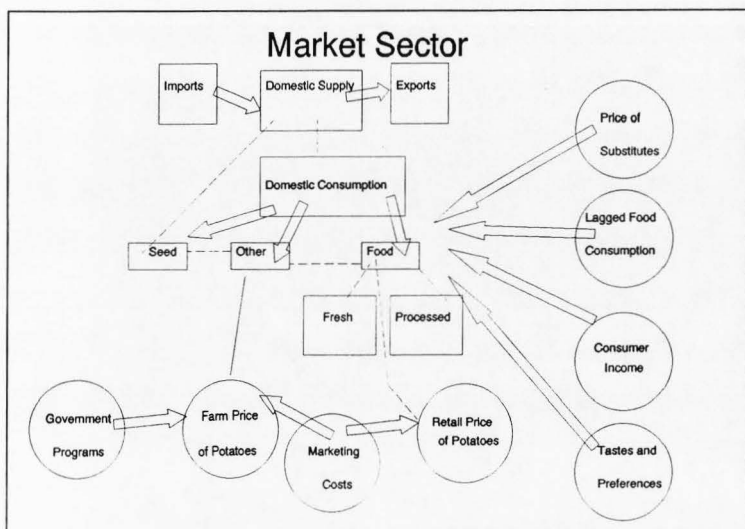 Market Sector
Imports
Domestic Supply
Exports
Price of
Substitutes
Domestic Consumption
Lagged Food
Consumption
Seed
Other
Food
Fresh
Processed
Consumer
Income
Government
Programs
Farm Price
of Potatoes
Marketing
Costs
Retail Price
of Potatoes
Tastes and
Preferences